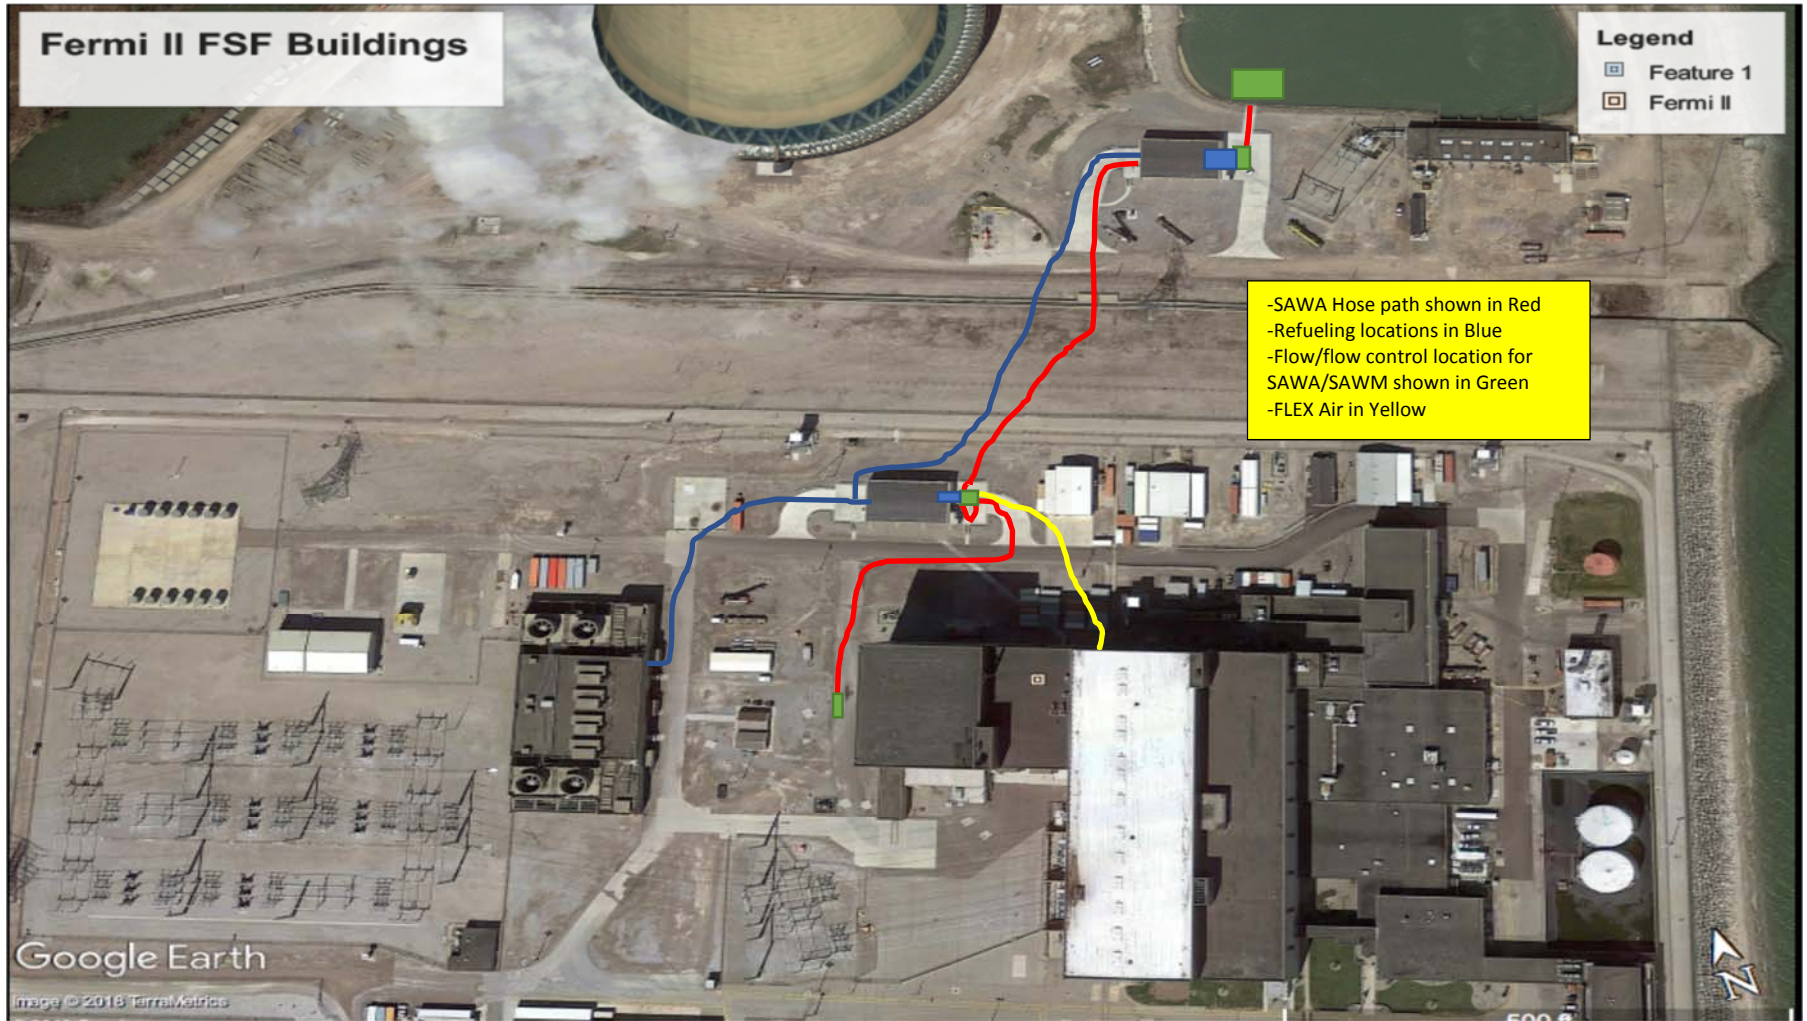 Fermi II FSF Buildings
Legend
Feature 1
Fermi II
-SAWA Hose path shown in Red
-Refueling locations in Blue
-Flow/flow control location for
SAWA/SAWM shown in Green
-FLEX Air in Yellow
Google Earth
N
Image © 2018 TerraMetrics